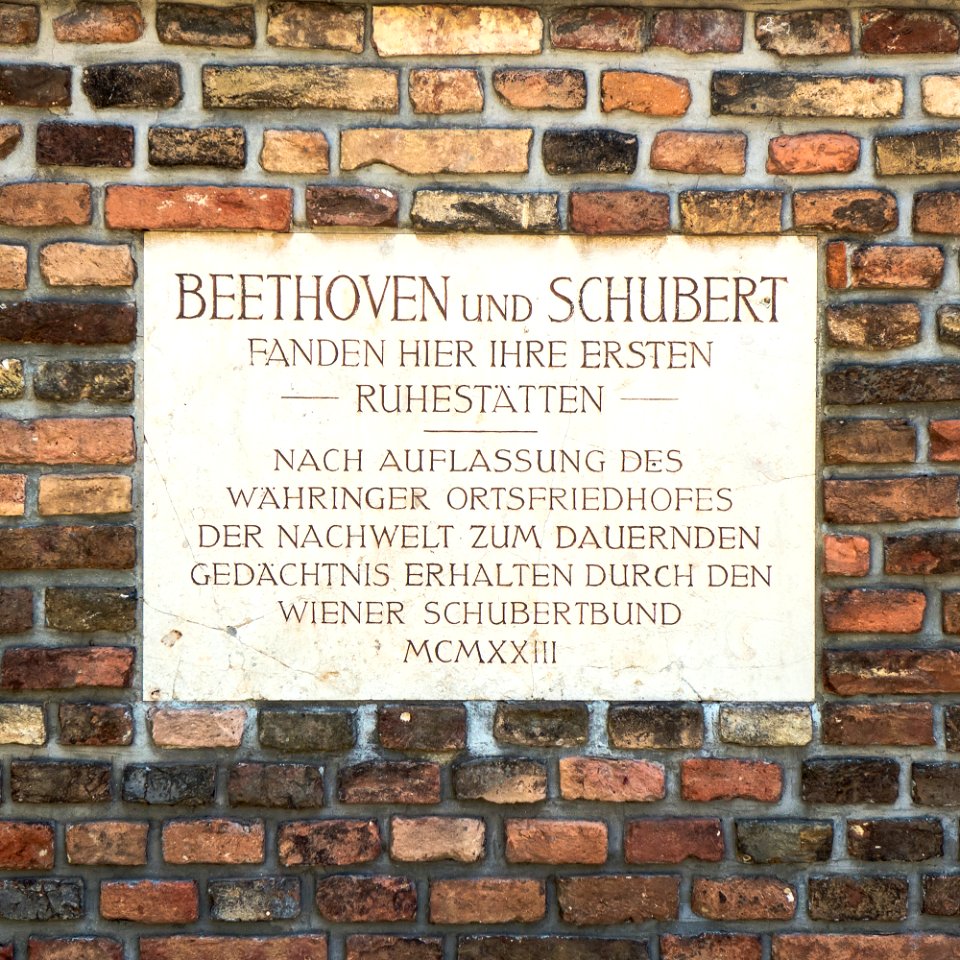 BEETHOVEN UND SCHUBERT
FANDEN HIER IHRE ERSTEN
— RUHESTÄTTEN —
NACH AUFLASSUNG DES
WÄHRINGER ORTSFRIEDHOFES
DER NACHWELT ZUM DAUERNDEN
GEDÄCHTNIS ERHALTEN DURCH DEN
WIENER SCHUBERTBUND
MCMXXIII